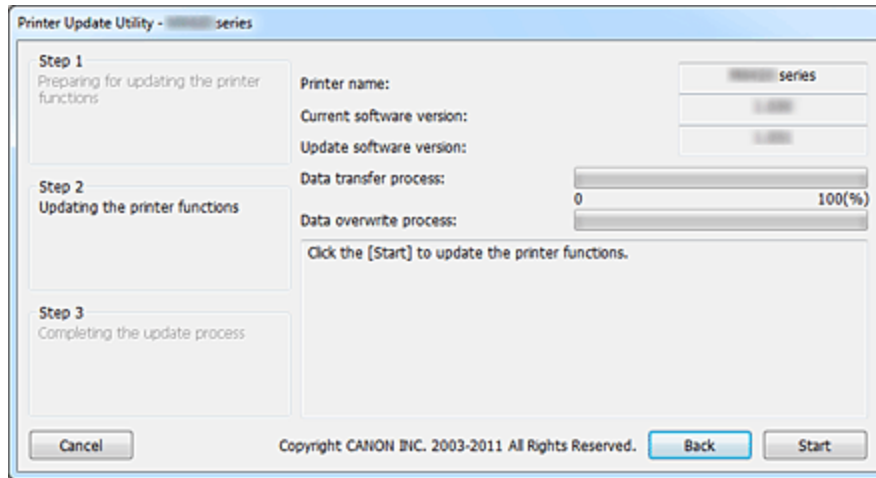 Printer Update Utility - series
Step 1
Preparing for updating the printer
functions
Step 2
Updating the printer functions
Step 3
Completing the update process
Printer name:
series
Current software version:
Update software version:
Data transfer process:
0 100(%)
Data overwrite process:
Click the [Start] to update the printer functions.
Cancel
Copyright CANON INC. 2003-2011 All Rights Reserved.
Back
Start